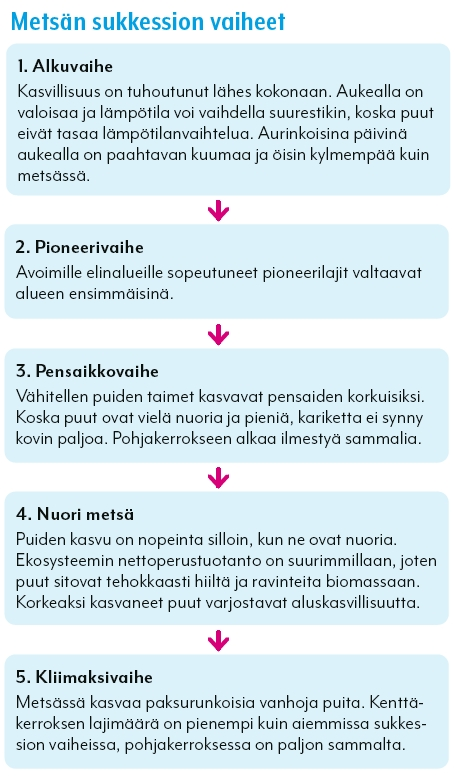 Metsän sukkession vaiheet
1. Alkuvaihe
Kasvillisuus on tuhoutunut lähes kokonaan. Aukealla on
valoisaa ja lämpötila voi vaihdella suurestikin, koska puut
eivät tasaa lämpötilanvaihtelua. Aurinkoisina päivinä
aukealla on paahtavan kuumaa ja öisin kylmempää kuin
metsässä.
2. Pioneerivaihe
Avoimille elinalueille sopeutuneet pioneerilajit valtaavat
alueen ensimmäisinä.
3. Pensaikkovaihe
Vähitellen puiden taimet kasvavat pensaiden korkuisiksi.
Koska puut ovat vielä nuoria ja pieniä, kariketta ei synny
kovin paljoa. Pohjakerrokseen alkaa ilmestyä sammalia.
4. Nuori metsä
Puiden kasvu on nopeinta silloin, kun ne ovat nuoria.
Ekosysteemin nettoperustuotanto on suurimmillaan, joten
puut sitovat tehokkaasti hiiltä ja ravinteita biomassaan.
Korkeaksi kasvaneet puut varjostavat aluskasvillisuutta.
5. Kliimaksivaihe
Metsässä kasvaa paksurunkoisia vanhoja puita. Kenttä-
kerroksen lajimäärä on pienempi kuin aiemmissa sukkes-
sion vaiheissa, pohjakerroksessa on paljon sammalta.